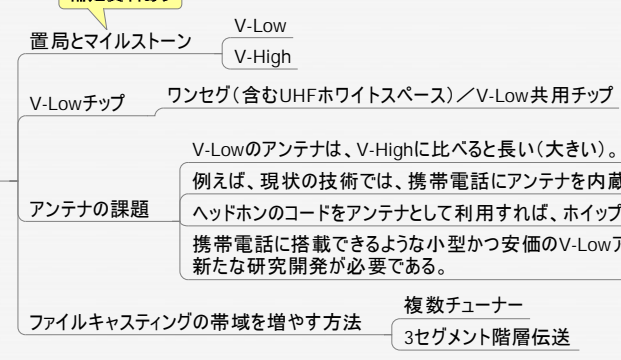 置局とマイルストーン
V-Low
V-High
V-Lowチップ
ワンセグ(含むUHFホワイトスペース)／V-Low共用チップ
アンテナの課題
V-Lowのアンテナは、V-Highに比べると長い(大きい)。
例えば、現状の技術では、携帯電話にアンテナを内蔵
ヘッドホンのコードをアンテナとして利用すれば、ホイップ
携帯電話に搭載できるような小型かつ安価のV-Low
新たな研究開発が必要である。
ファイルキャスティングの帯域を増やす方法
複数チューナー
3セグメント階層伝送